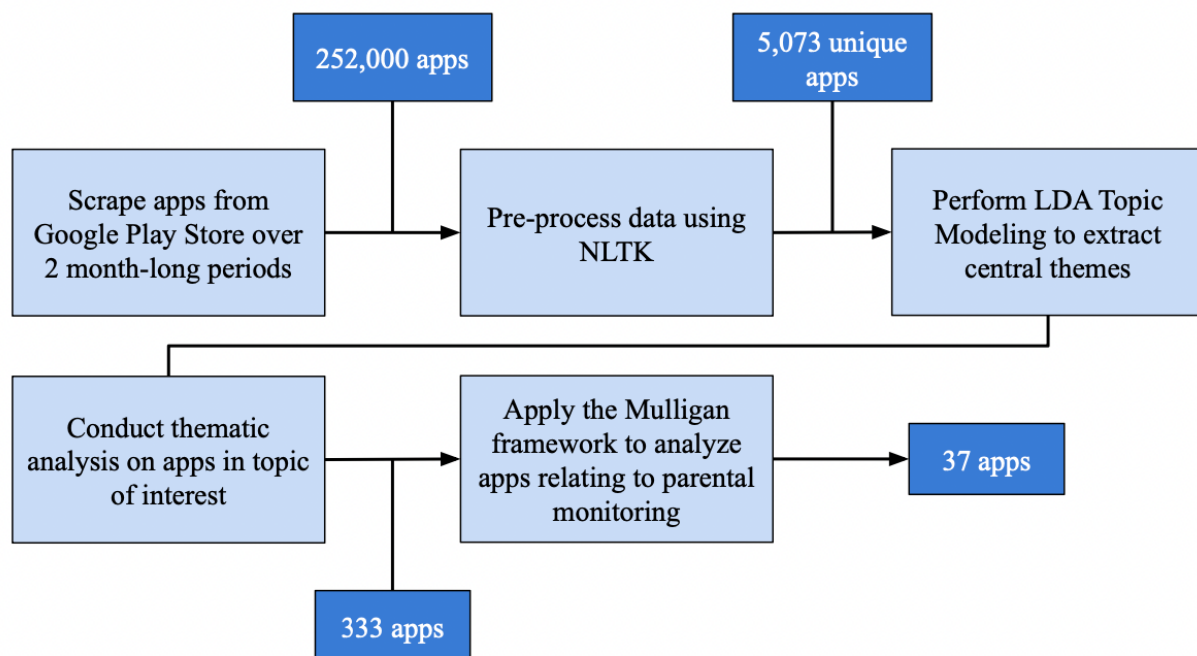 252,000 apps
5,073 unique
apps
Scrape apps from
Google Play Store over
2 month-long periods
Pre-process data using
NLTK
Perform LDA Topic
Modeling to extract
central themes
Conduct thematic
analysis on apps in topic
of interest
Apply the Mulligan
framework to analyze
apps relating to parental
monitoring
37 apps
333 apps